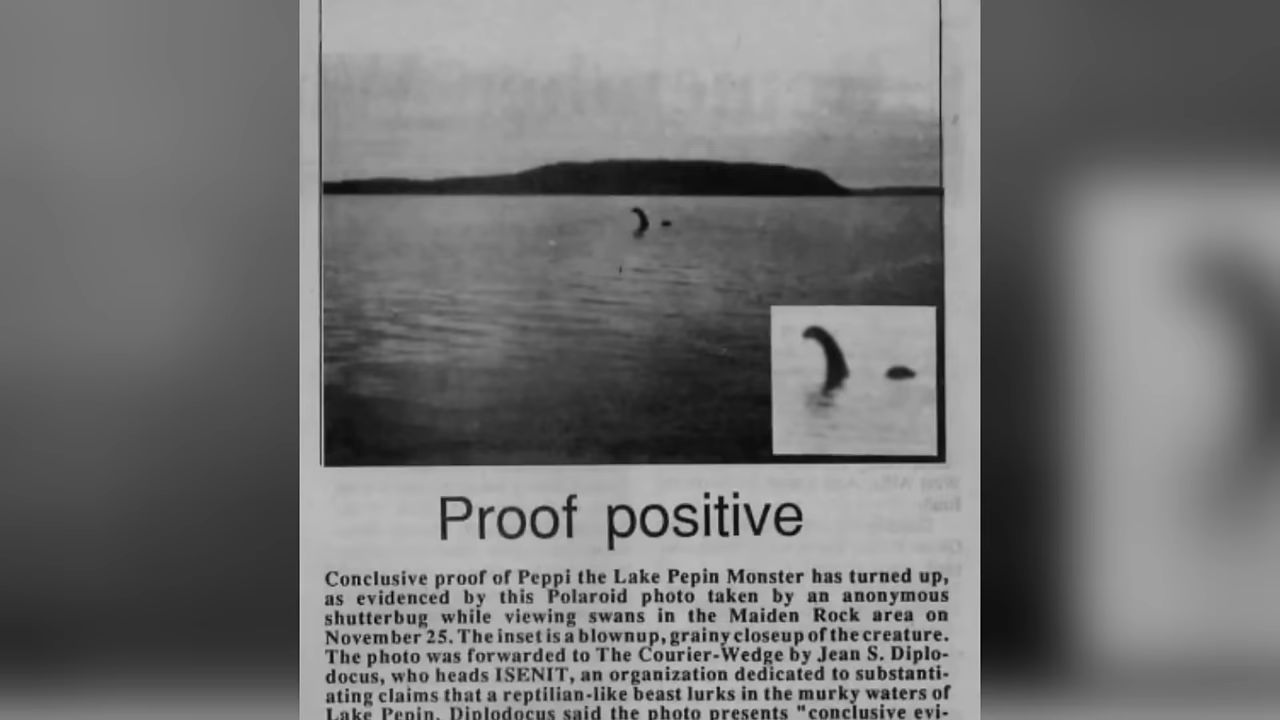 Proof positive
Conclusive proof of Peppi the Lake Pepin Monster has turned up,
as evidenced by this Polaroid photo taken by an anonymous
shutterbug while viewing swans in the Maiden Rock area on
November 25. The inset is a blownup, grainy closeup of the creature.
The photo was forwarded to The Courier-Wedge by Jean S. Diplo-
docus, who heads ISENIT, an organization dedicated to substanti-
ating claims that a reptilian-like beast lurks in the murky waters of
Lake Pepin. Diplodocus said the photo presents "conclusive evi-